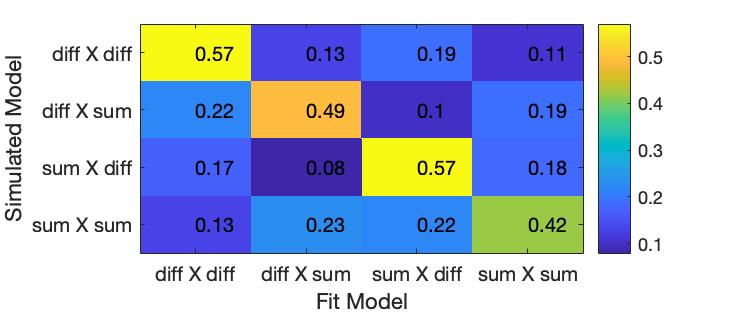 Simulated Model
diff X diff 0.57 0.13 0.19 0.11
diff X sum 0.22 0.49 0.1 0.19
sum X diff 0.17 0.08 0.57 0.18
sum X sum 0.13 0.23 0.22 0.42
diff X diff diff X sum sum X diff sum X sum
Fit Model
0.5
0.4
0.3
0.2
0.1